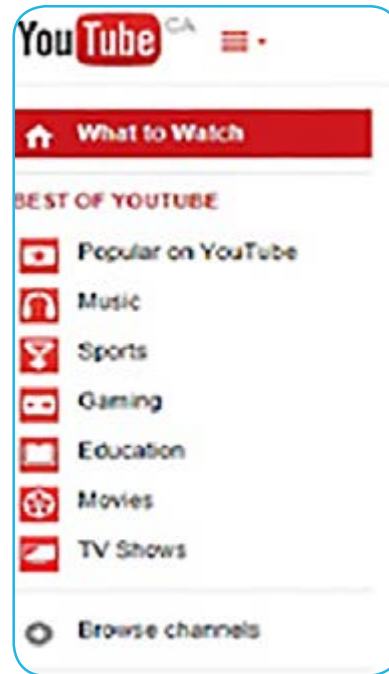 YouTube CA
What to Watch
BEST OF YOUTUBE
Popular on YouTube
Music
Sports
Gaming
Education
Movies
TV Shows
Browse channels